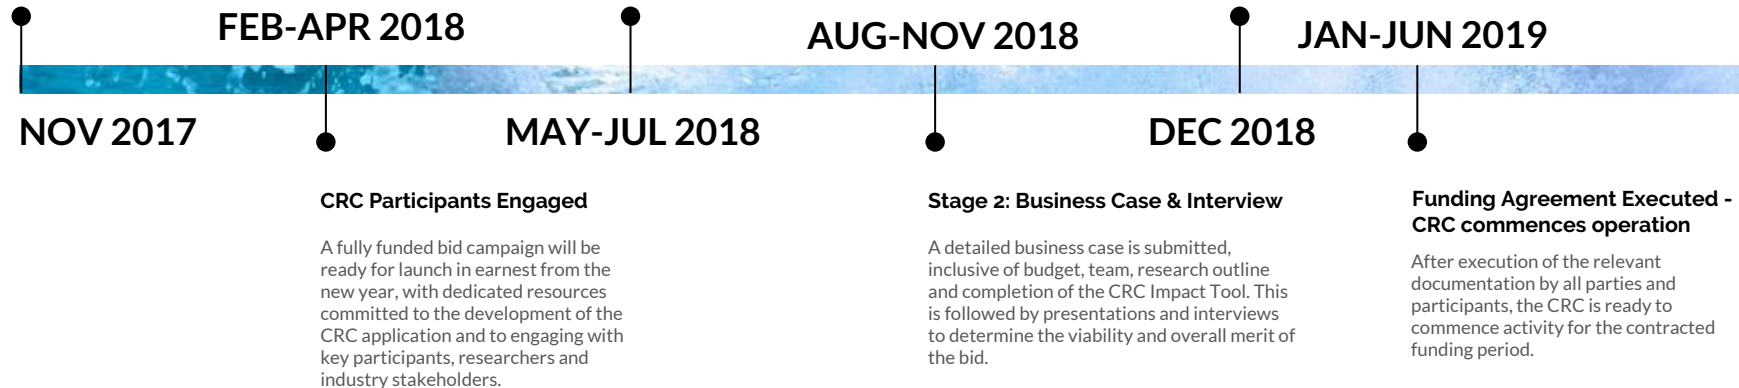 FEB-APR 2018
AUG-NOV 2018
JAN-JUN 2019
NOV 2017
MAY-JUL 2018
DEC 2018
CRC Participants Engaged
A fully funded bid campaign will be
ready for launch in earnest from the
new year, with dedicated resources
committed to the development of the
CRC application and to engaging with
key participants, researchers and
industry stakeholders.
Stage 2: Business Case & Interview
A detailed business case is submitted,
inclusive of budget, team, research outline
and completion of the CRC Impact Tool. This
is followed by presentations and interviews
to determine the viability and overall merit of
the bid.
Funding Agreement Executed -
CRC commences operation
After execution of the relevant
documentation by all parties and
participants, the CRC is ready to
commence activity for the contracted
funding period.